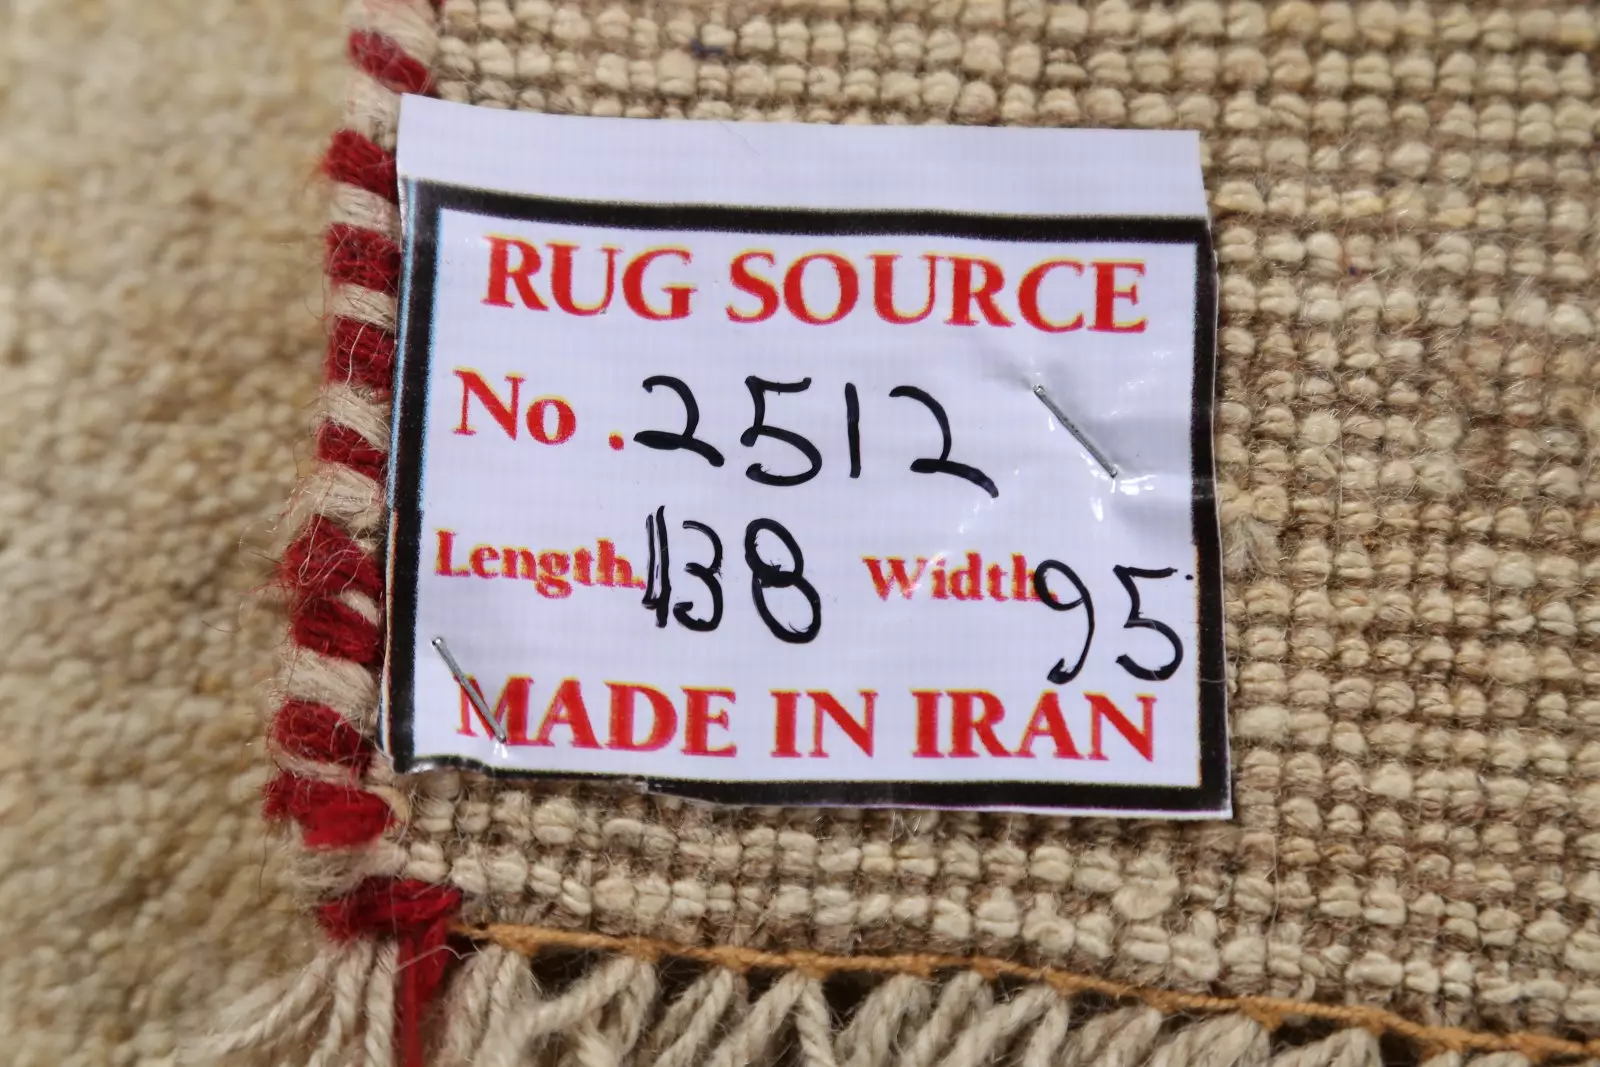 RUG SOURCE
No .2512
Length.138 Width.95
MADE IN IRAN